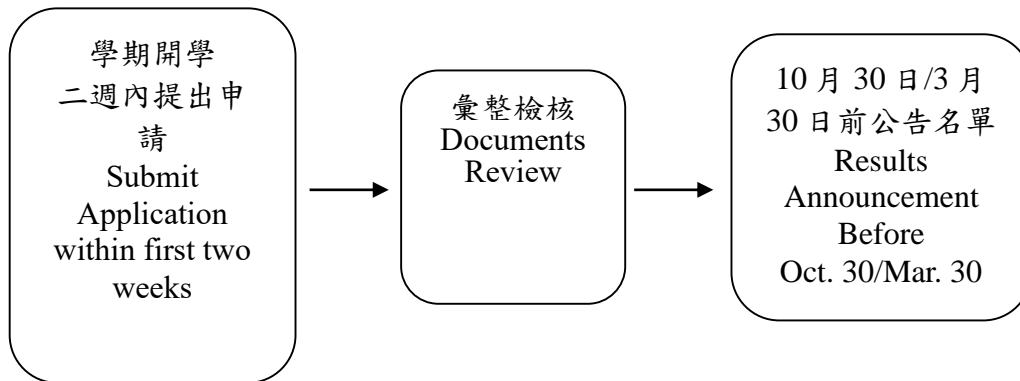 學期開學
二週內提出申
請
Submit
Application
within first two
weeks
彙整檢核
Documents
Review
10 月 30 日/3 月
30 日前公告名單
Results
Announcement
Before
Oct. 30/Mar. 30